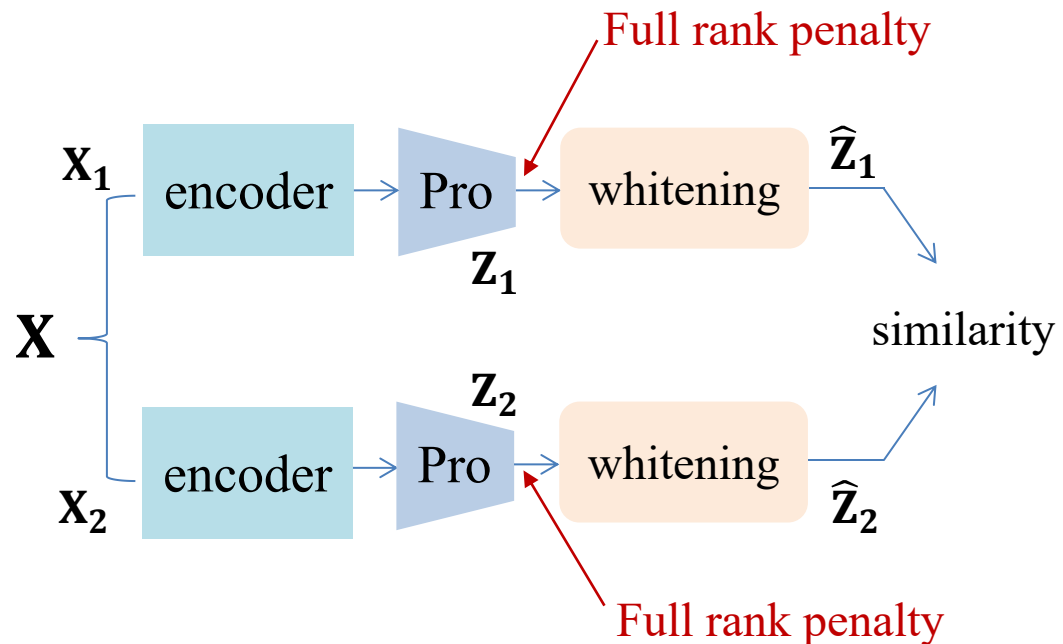 Full rank penalty
X₁
encoder
Pro
whitening
Ẑ₁
Z₁
X
similarity
Z₂
encoder
Pro
whitening
X₂
Ẑ₂
Full rank penalty